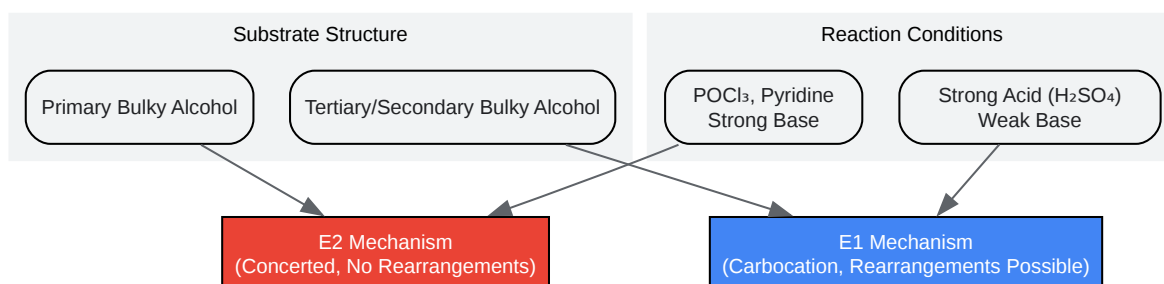 Substrate Structure
Reaction Conditions
Primary Bulky Alcohol
Tertiary/Secondary Bulky Alcohol
POCl₃, Pyridine
Strong Base
Strong Acid (H₂SO₄)
Weak Base
E2 Mechanism
(Concerted, No Rearrangements)
E1 Mechanism
(Carbocation, Rearrangements Possible)